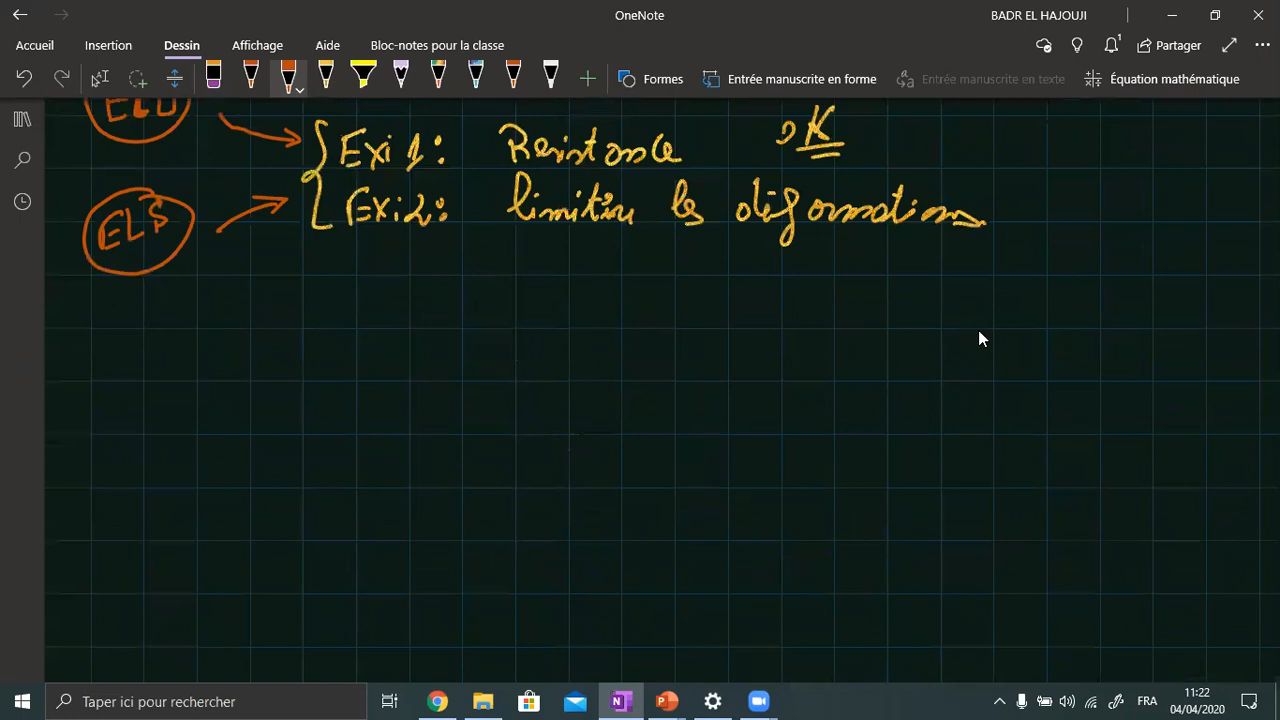 OneNote
BADR EL HAJOUJI
Accueil Insertion Dessin Affichage Aide Bloc-notes pour la classe
Partager
Formes Entrée manuscrite en forme Entrée manuscrite en texte Équation mathématique
ELU
Exi 1: Resistance OK
ELS
Exi 2: limiter les déformations
Taper ici pour rechercher
FRA
11:22
04/04/2020